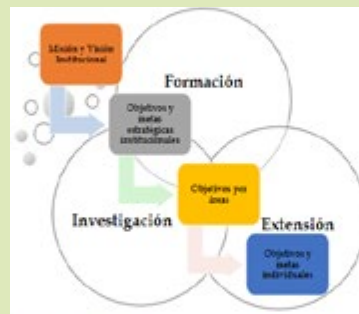 Misión y Visión
Institucional
Formación
Objetivos y
metas
estratégicas
institucionales
Objetivos por
áreas
Investigación
Extensión
Objetivos y
metas
individuales